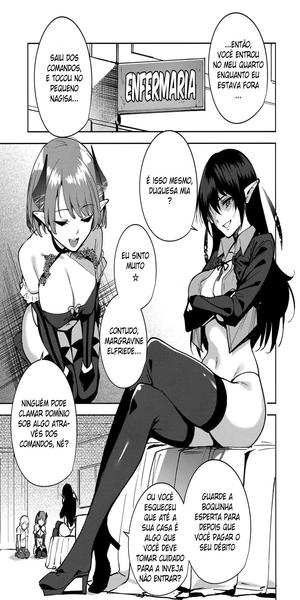 ...ENTÃO,
VOCÊ ENTROU
NO MEU QUARTO
ENQUANTO EU
ESTAVA FORA
...
SAIU DOS
COMANDOS,
E TOCOU NO
PEQUENO
NAGISA...
ENFERMARIA
É ISSO MESMO,
DUQUESA MIA
?
EU SINTO
MUITO
☆
CONTUDO,
MARGRAVINE
ELFRIEDE...
NINGUÉM PODE
CLAMAR DOMÍNIO
SOB ALGO ATRA-
VÉS DOS
COMANDOS, NÉ?
GUARDE A
BOQUINHA
ESPERTA PARA
DEPOIS QUE
VOCÊ PAGAR O
SEU DÉBITO
OU VOCÊ
ESQUECEU QUE
ATÉ A
SUA CASA É
ALGO QUE
VOCÊ DEVE
TOMAR CUIDADO
PARA A INVEJA
NÃO ENTRAR?